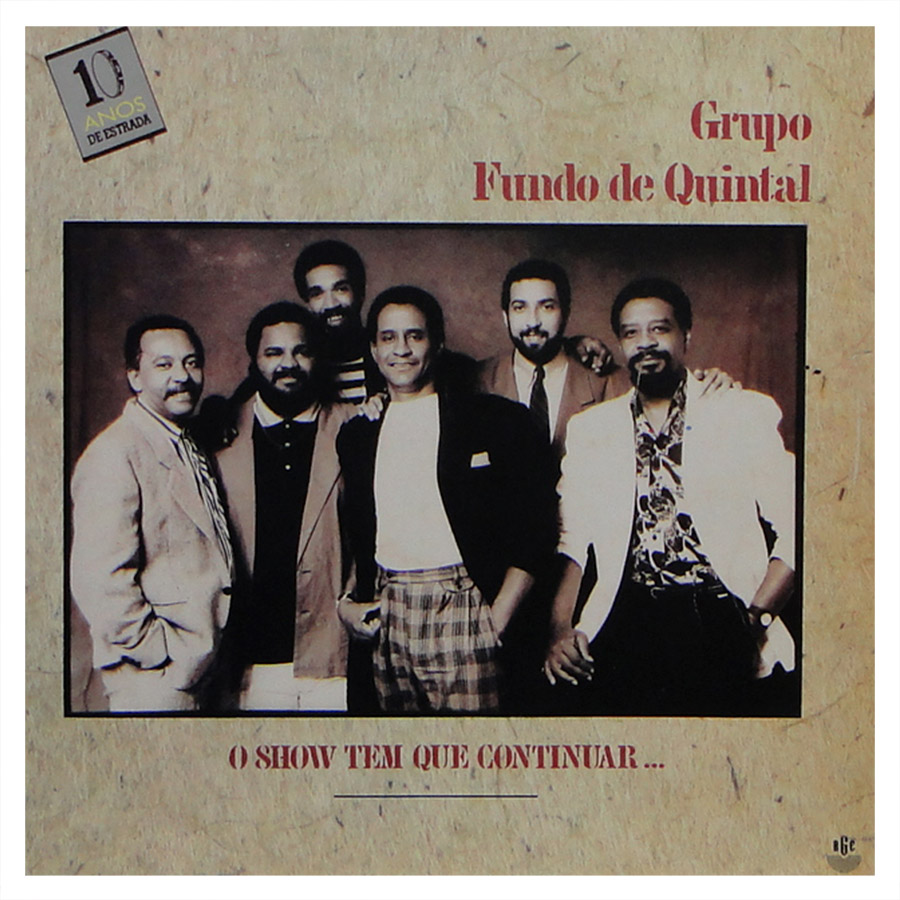 10
ANOS
DE ESTRADA
Grupo
Fundo de Quintal
O SHOW TEM QUE CONTINUAR...
RGE